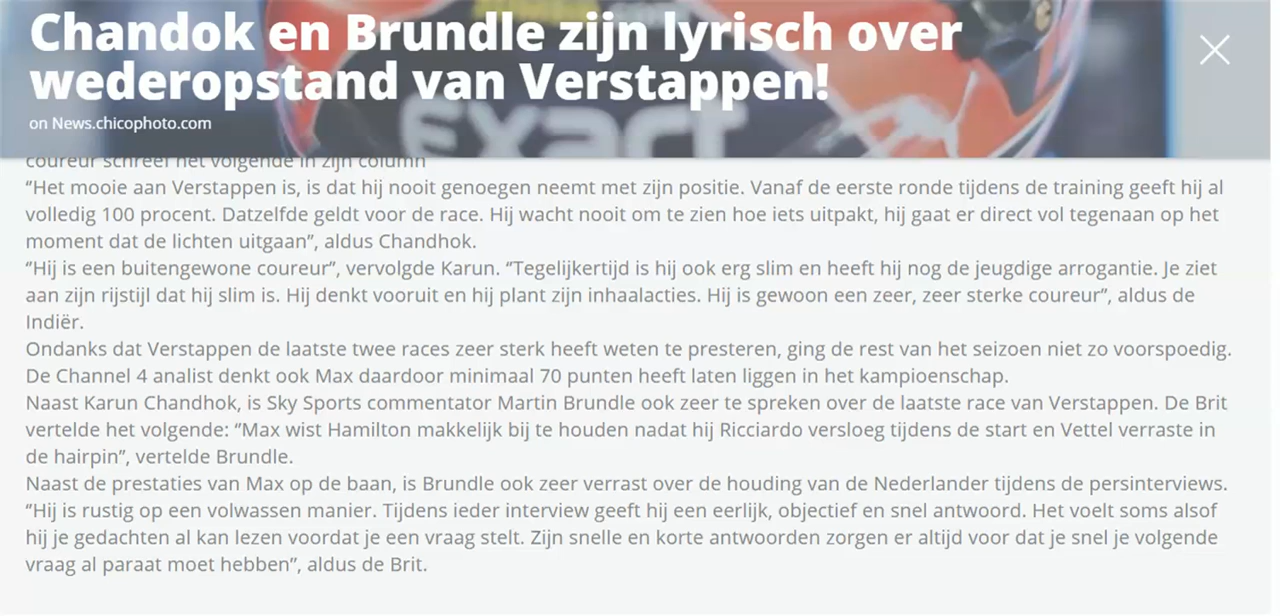 Chandok en Brundle zijn lyrisch over
wederopstand van Verstappen!
on News.chicophoto.com
exact
coureur schreef het volgende in zijn column
“Het mooie aan Verstappen is, is dat hij nooit genoegen neemt met zijn positie. Vanaf de eerste ronde tijdens de training geeft hij al
volledig 100 procent. Datzelfde geldt voor de race. Hij wacht nooit om te zien hoe iets uitpakt, hij gaat er direct vol tegenaan op het
moment dat de lichten uitgaan”, aldus Chandhok.
“Hij is een buitengewone coureur”, vervolgde Karun. “Tegelijkertijd is hij ook erg slim en heeft hij nog de jeugdige arrogantie. Je ziet
aan zijn rijstijl dat hij slim is. Hij denkt vooruit en hij plant zijn inhaalacties. Hij is gewoon een zeer, zeer sterke coureur”, aldus de
Indiër.
Ondanks dat Verstappen de laatste twee races zeer sterk heeft weten te presteren, ging de rest van het seizoen niet zo voorspoedig.
De Channel 4 analist denkt ook Max daardoor minimaal 70 punten heeft laten liggen in het kampioenschap.
Naast Karun Chandhok, is Sky Sports commentator Martin Brundle ook zeer te spreken over de laatste race van Verstappen. De Brit
vertelde het volgende: “Max wist Hamilton makkelijk bij te houden nadat hij Ricciardo versloeg tijdens de start en Vettel verraste in
de hairpin”, vertelde Brundle.
Naast de prestaties van Max op de baan, is Brundle ook zeer verrast over de houding van de Nederlander tijdens de persinterviews.
“Hij is rustig op een volwassen manier. Tijdens ieder interview geeft hij een eerlijk, objectief en snel antwoord. Het voelt soms alsof
hij je gedachten al kan lezen voordat je een vraag stelt. Zijn snelle en korte antwoorden zorgen er altijd voor dat je snel je volgende
vraag al paraat moet hebben”, aldus de Brit.